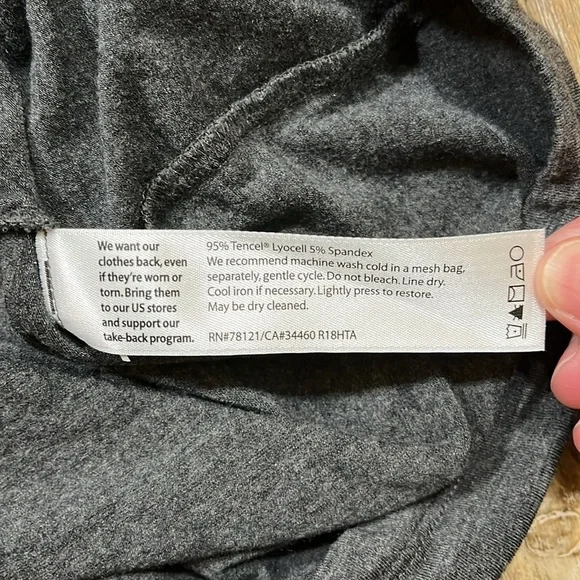 We want our
clothes back, even
if they're worn or
torn. Bring them
to our US stores
and support our
take-back program.
95% Tencel® Lyocell 5% Spandex
We recommend machine wash cold in a mesh bag,
separately, gentle cycle. Do not bleach. Line dry.
Cool iron if necessary. Lightly press to restore.
May be dry cleaned.
RN#78121/CA#34460 R18HTA